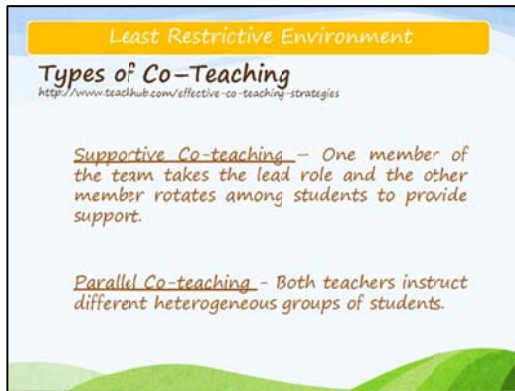 Least Restrictive Environment
Types of Co-Teaching
http://www.teachhub.com/effective-co-teaching-strategies
Supportive Co-teaching – One member of
the team takes the lead role and the other
member rotates among students to provide
support.
Parallel Co-teaching - Both teachers instruct
different heterogeneous groups of students.